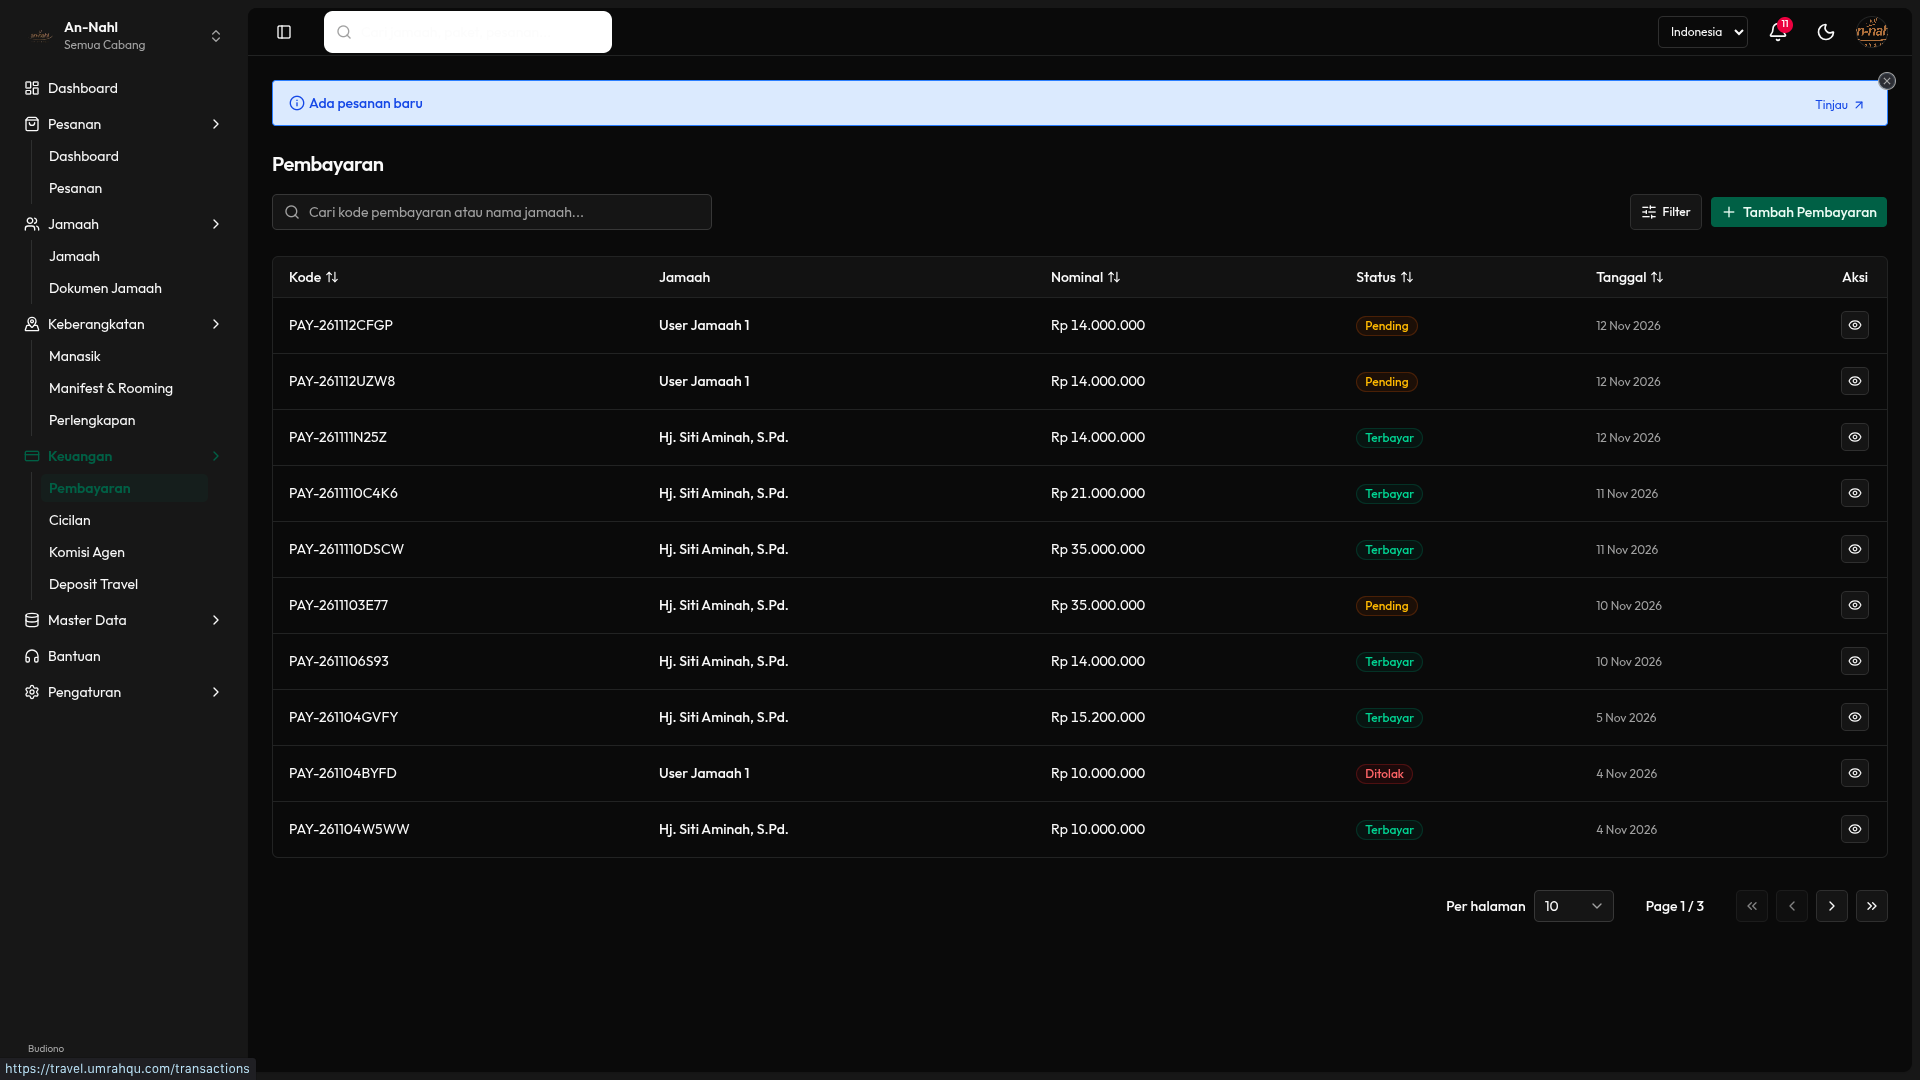 An-Nahl
Semua Cabang
Dashboard
Pesanan
Dashboard
Pesanan
Jamaah
Jamaah
Dokumen Jamaah
Keberangkatan
Manasik
Manifest & Rooming
Perlengkapan
Keuangan
Pembayaran
Cicilan
Komisi Agen
Deposit Travel
Master Data
Bantuan
Pengaturan
Budiono
https://travel.umrahqu.com/transactions
Indonesia
11
Ada pesanan baru
Tinjau
Pembayaran
Cari kode pembayaran atau nama jamaah...
Filter
Tambah Pembayaran
Kode Jamaah Nominal Status Tanggal Aksi
PAY-261112CFGP User Jamaah 1 Rp 14.000.000 Pending 12 Nov 2026
PAY-261112UZW8 User Jamaah 1 Rp 14.000.000 Pending 12 Nov 2026
PAY-261111N25Z Hj. Siti Aminah, S.Pd. Rp 14.000.000 Terbayar 12 Nov 2026
PAY-2611110C4K6 Hj. Siti Aminah, S.Pd. Rp 21.000.000 Terbayar 11 Nov 2026
PAY-2611110DSCW Hj. Siti Aminah, S.Pd. Rp 35.000.000 Terbayar 11 Nov 2026
PAY-2611103E77 Hj. Siti Aminah, S.Pd. Rp 35.000.000 Pending 10 Nov 2026
PAY-2611106S93 Hj. Siti Aminah, S.Pd. Rp 14.000.000 Terbayar 10 Nov 2026
PAY-261104GVFY Hj. Siti Aminah, S.Pd. Rp 15.200.000 Terbayar 5 Nov 2026
PAY-261104BYFD User Jamaah 1 Rp 10.000.000 Ditolak 4 Nov 2026
PAY-261104W5WW Hj. Siti Aminah, S.Pd. Rp 10.000.000 Terbayar 4 Nov 2026
Per halaman 10 Page 1 / 3